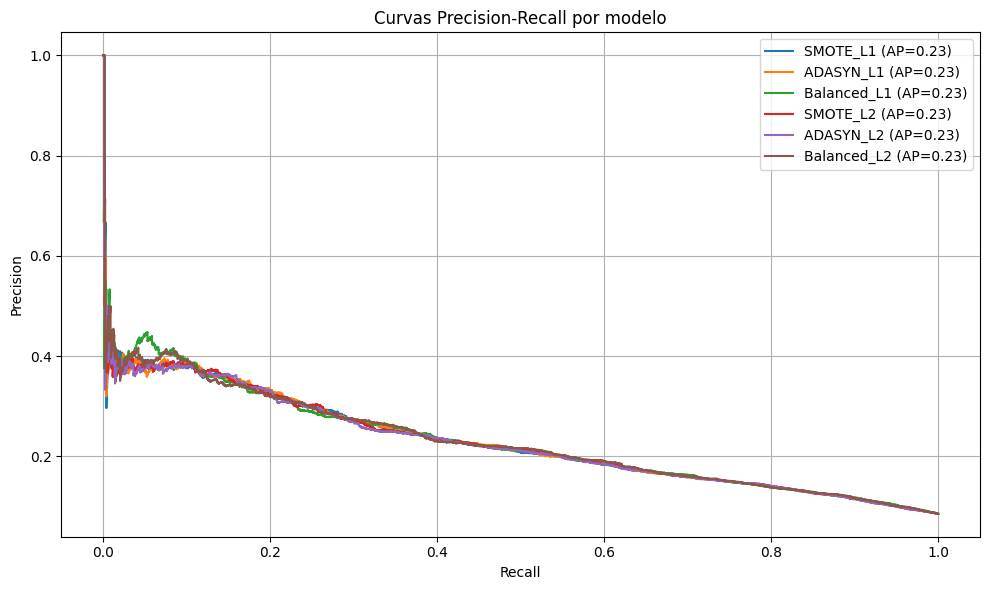 Curvas Precision-Recall por modelo
SMOTE_L1 (AP=0.23)
ADASYN_L1 (AP=0.23)
Balanced_L1 (AP=0.23)
SMOTE_L2 (AP=0.23)
ADASYN_L2 (AP=0.23)
Balanced_L2 (AP=0.23)
Precision
1.0
0.8
0.6
0.4
0.2
0.0 0.2 0.4 0.6 0.8 1.0
Recall